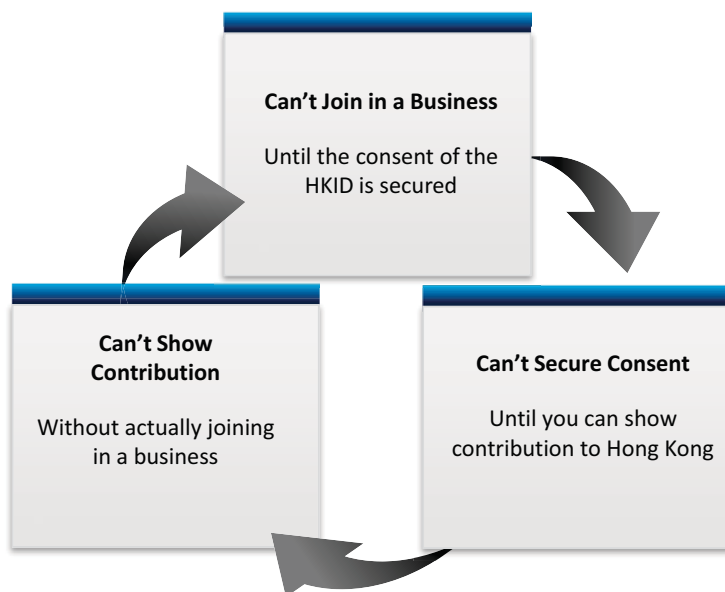 Can’t Join in a Business
Until the consent of the
HKID is secured
Can’t Show
Contribution
Without actually joining
in a business
Can’t Secure Consent
Until you can show
contribution to Hong Kong